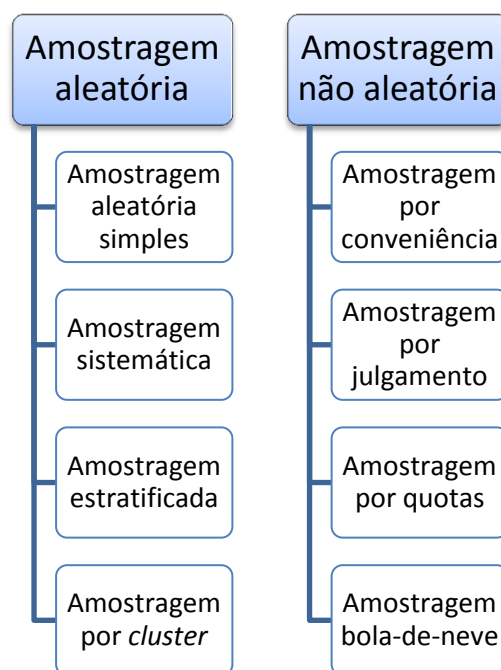 Amostragem
aleatória
Amostragem
aleatória
simples
Amostragem
sistemática
Amostragem
estratificada
Amostragem
por cluster
Amostragem
não aleatória
Amostragem
por
conveniência
Amostragem
por
julgamento
Amostragem
por quotas
Amostragem
bola-de-neve